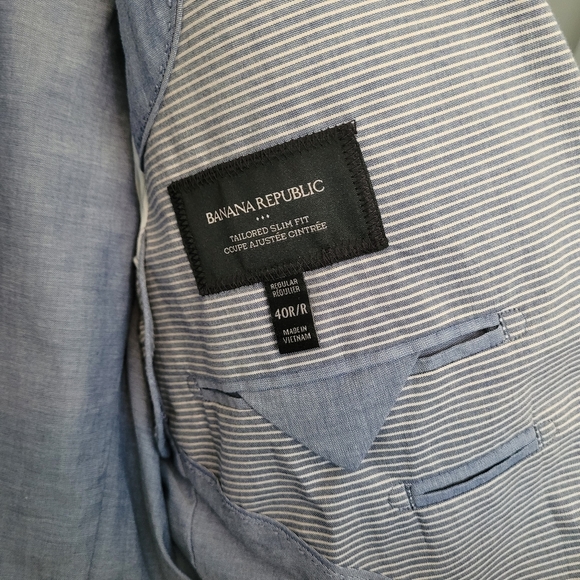 BANANA REPUBLIC
TAILORED SLIM FIT
COUPE AJUSTÉE CINTRÉE
REGULAR
RÉGULIER
40R/R
MADE IN
VIETNAM